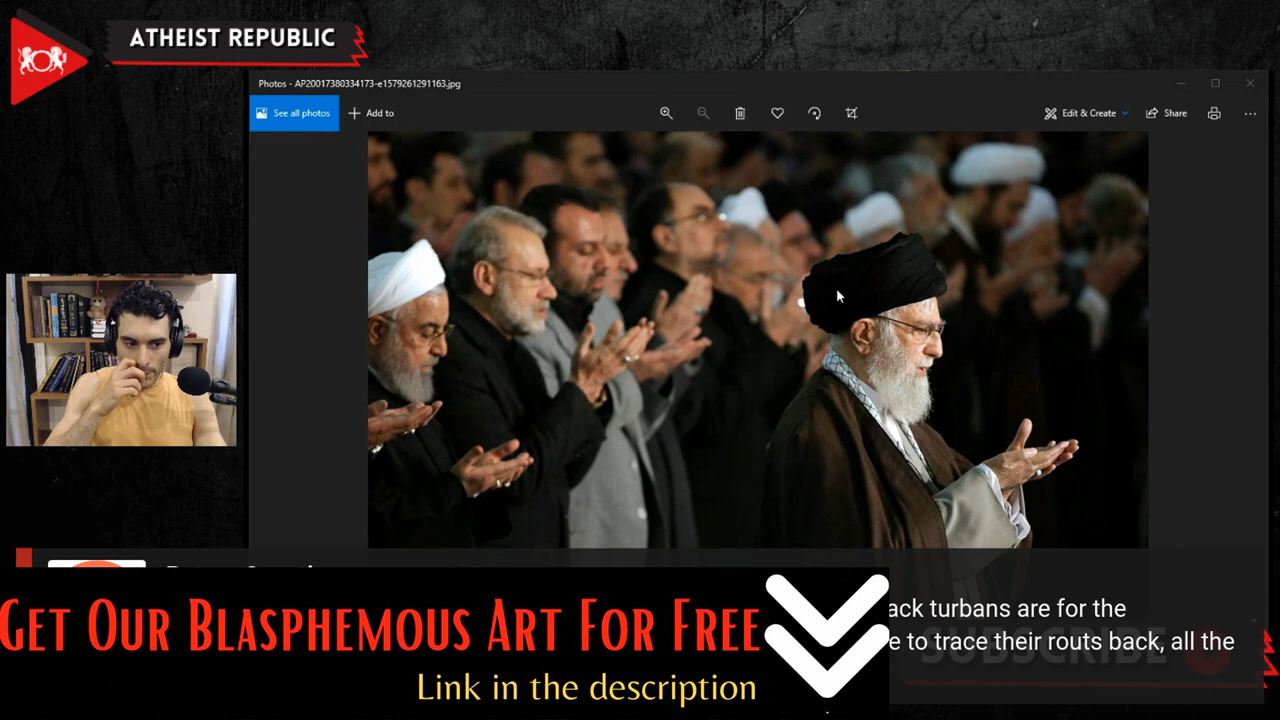 ATHEIST REPUBLIC
Photos - AP20017380334173-e1579261291163.jpg
See all photos
Add to
Edit & Create
Share
ack turbans are for the
e to trace their routs back, all the
SUBSCRIBE
GET OUR BLASPHEMOUS ART FOR FREE
Link in the description